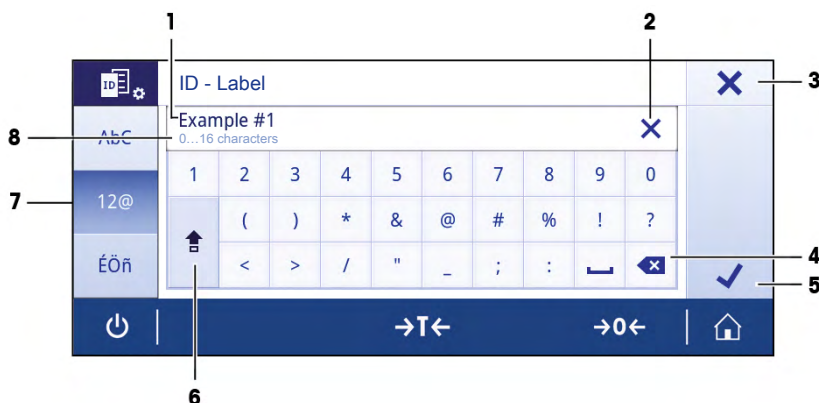 1 2
ID ID - Label 3
Example #1
8 AbC 0...16 characters
1 2 3 4 5 6 7 8 9 0
7 12@
( ) * & @ # % ! ?
ÉÖñ < > / " _ ; : 4
5
→T← →0←
6